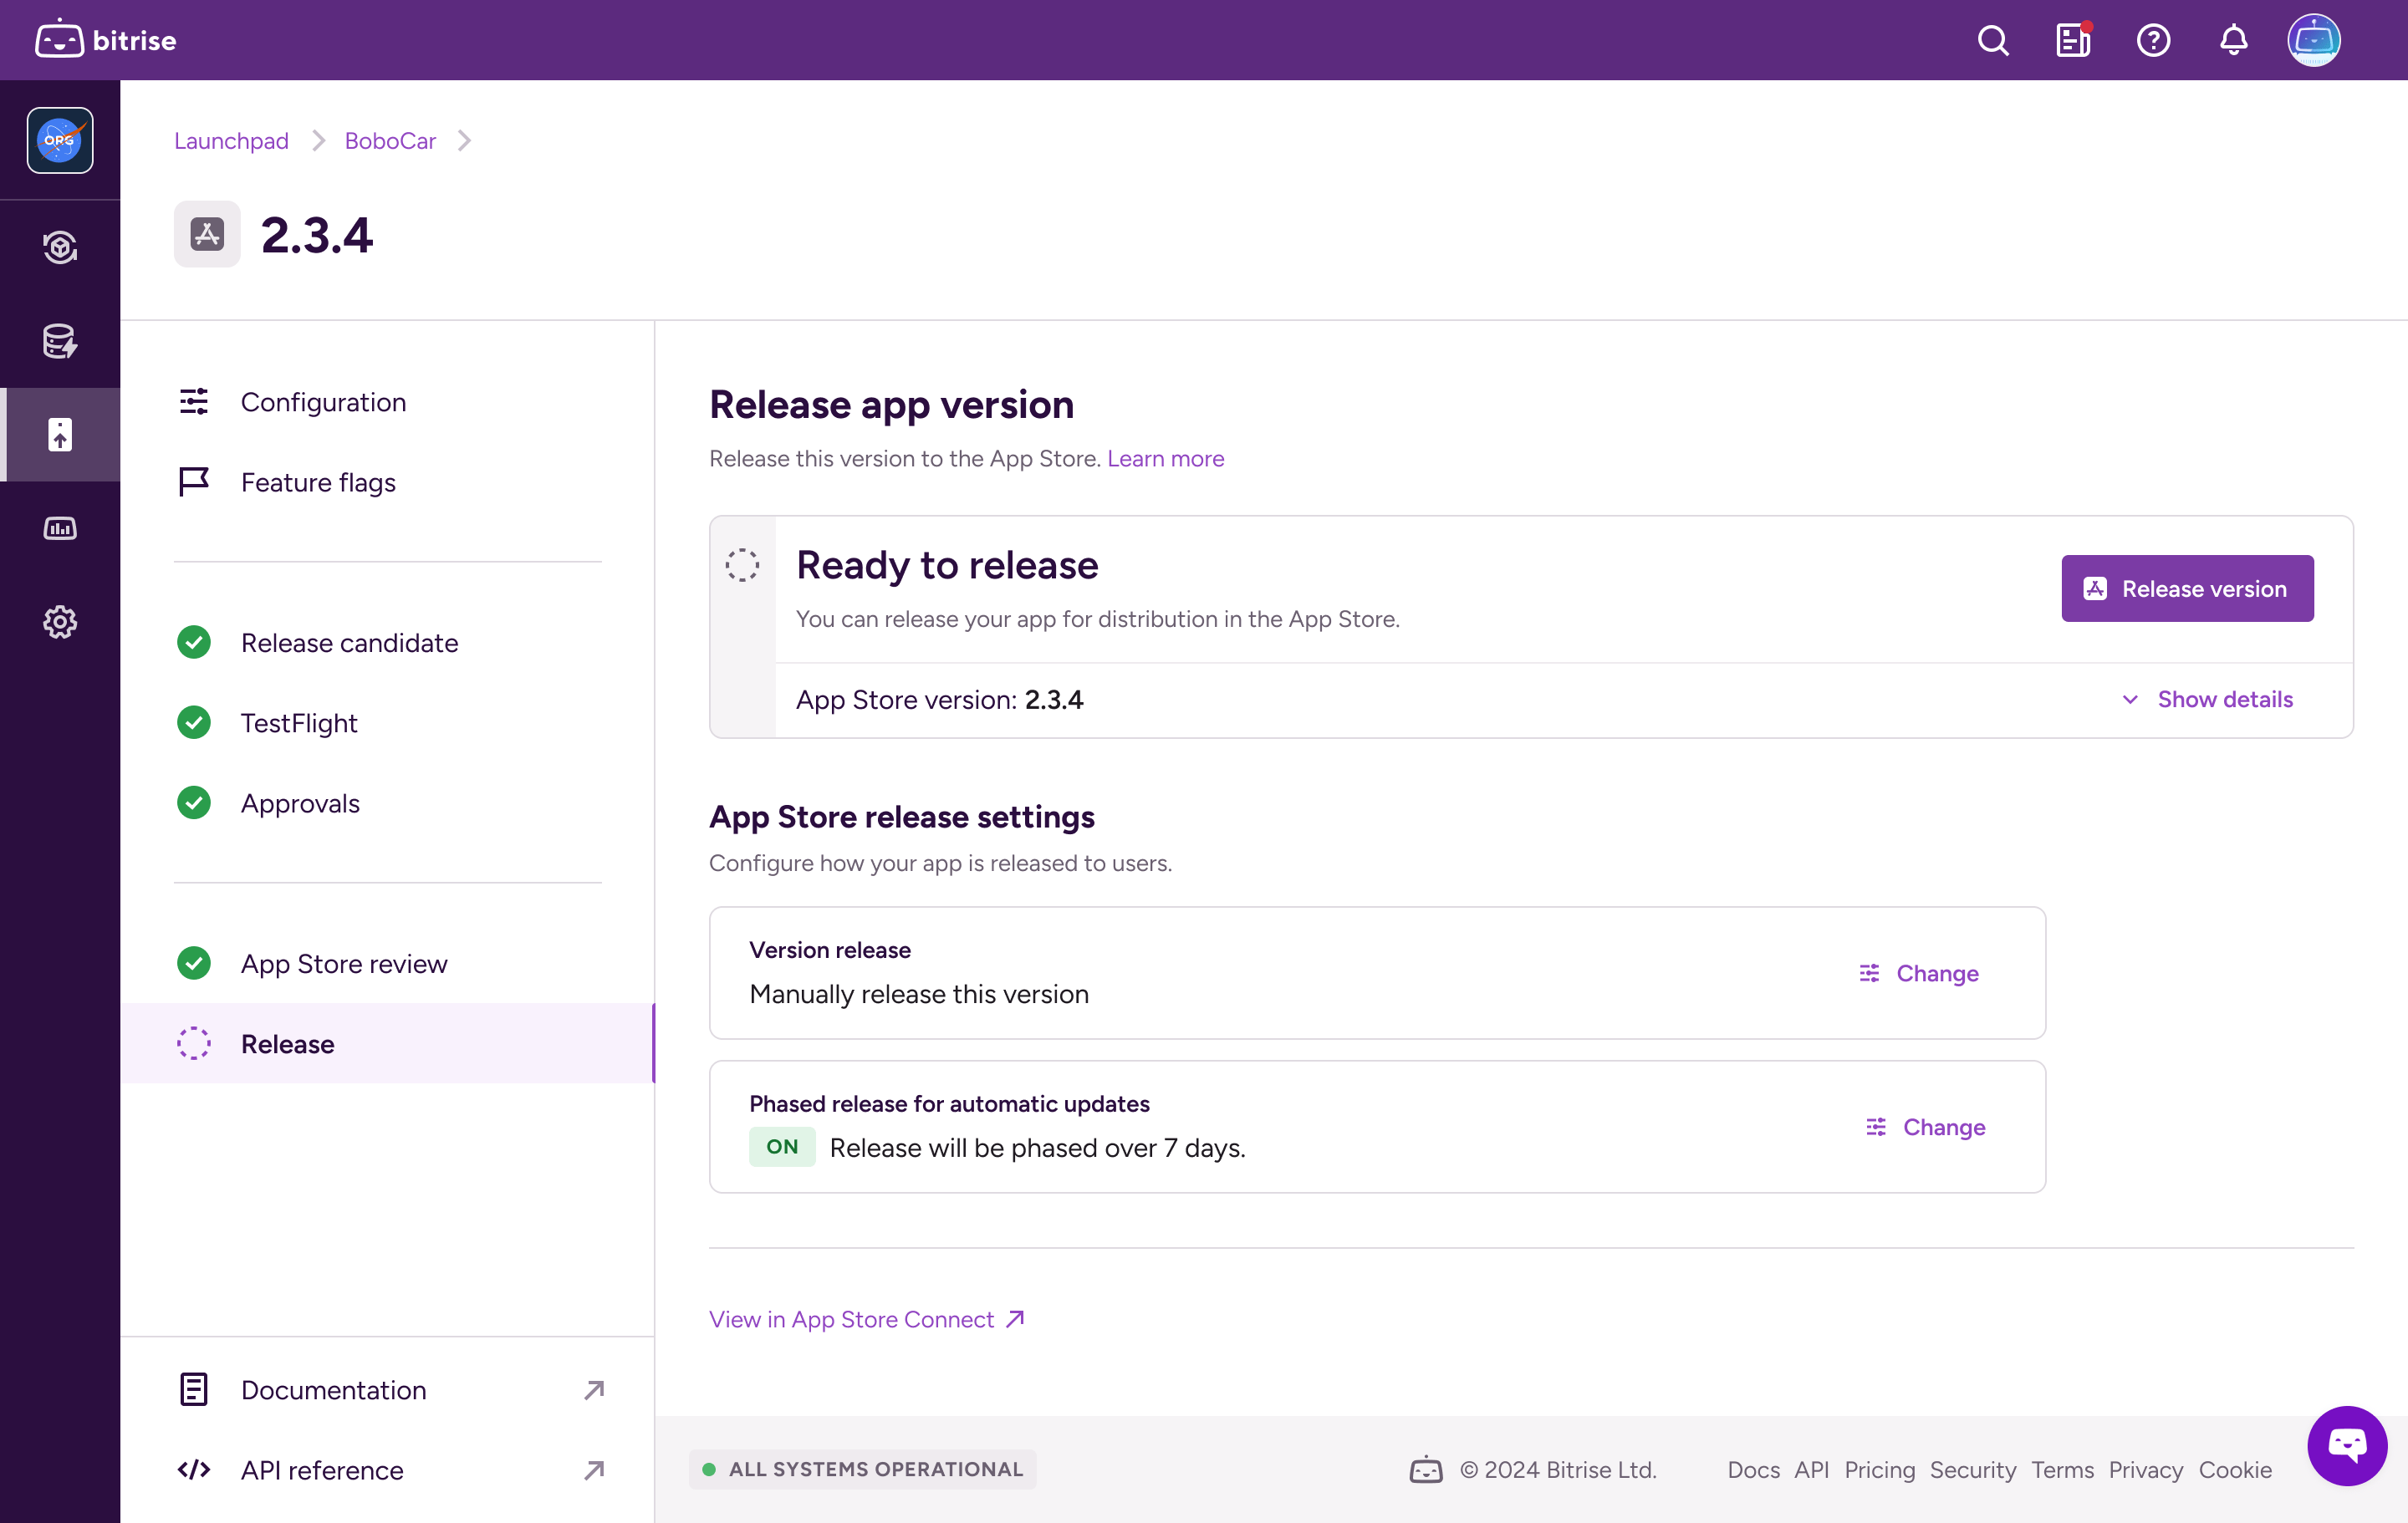 bitrise
ORG
Launchpad
BoboCar
2.3.4
Configuration
Feature flags
Release candidate
TestFlight
Approvals
App Store review
Release
Documentation
API reference
Release app version
Release this version to the App Store. Learn more
Ready to release
You can release your app for distribution in the App Store.
Release version
App Store version: 2.3.4
Show details
App Store release settings
Configure how your app is released to users.
Version release
Manually release this version
Change
Phased release for automatic updates
ON Release will be phased over 7 days.
Change
View in App Store Connect
ALL SYSTEMS OPERATIONAL
© 2024 Bitrise Ltd.
Docs API Pricing Security Terms Privacy Cookie